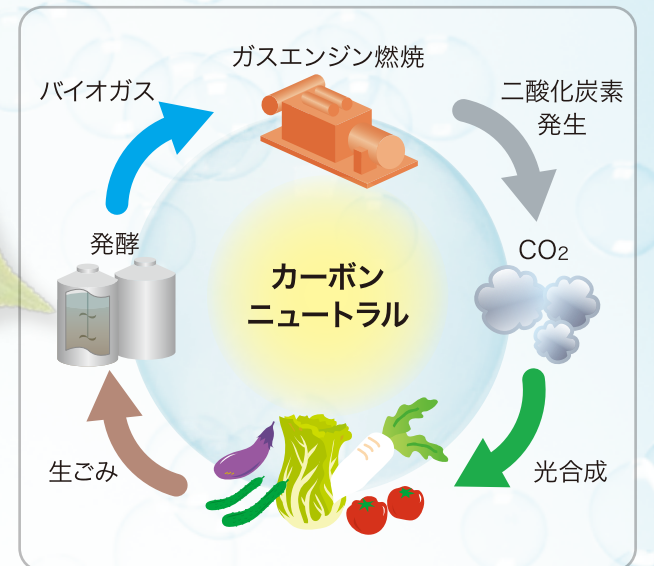 ガスエンジン燃焼
バイオガス
二酸化炭素
発生
発酵
CO₂
カーボン
ニュートラル
生ごみ
光合成